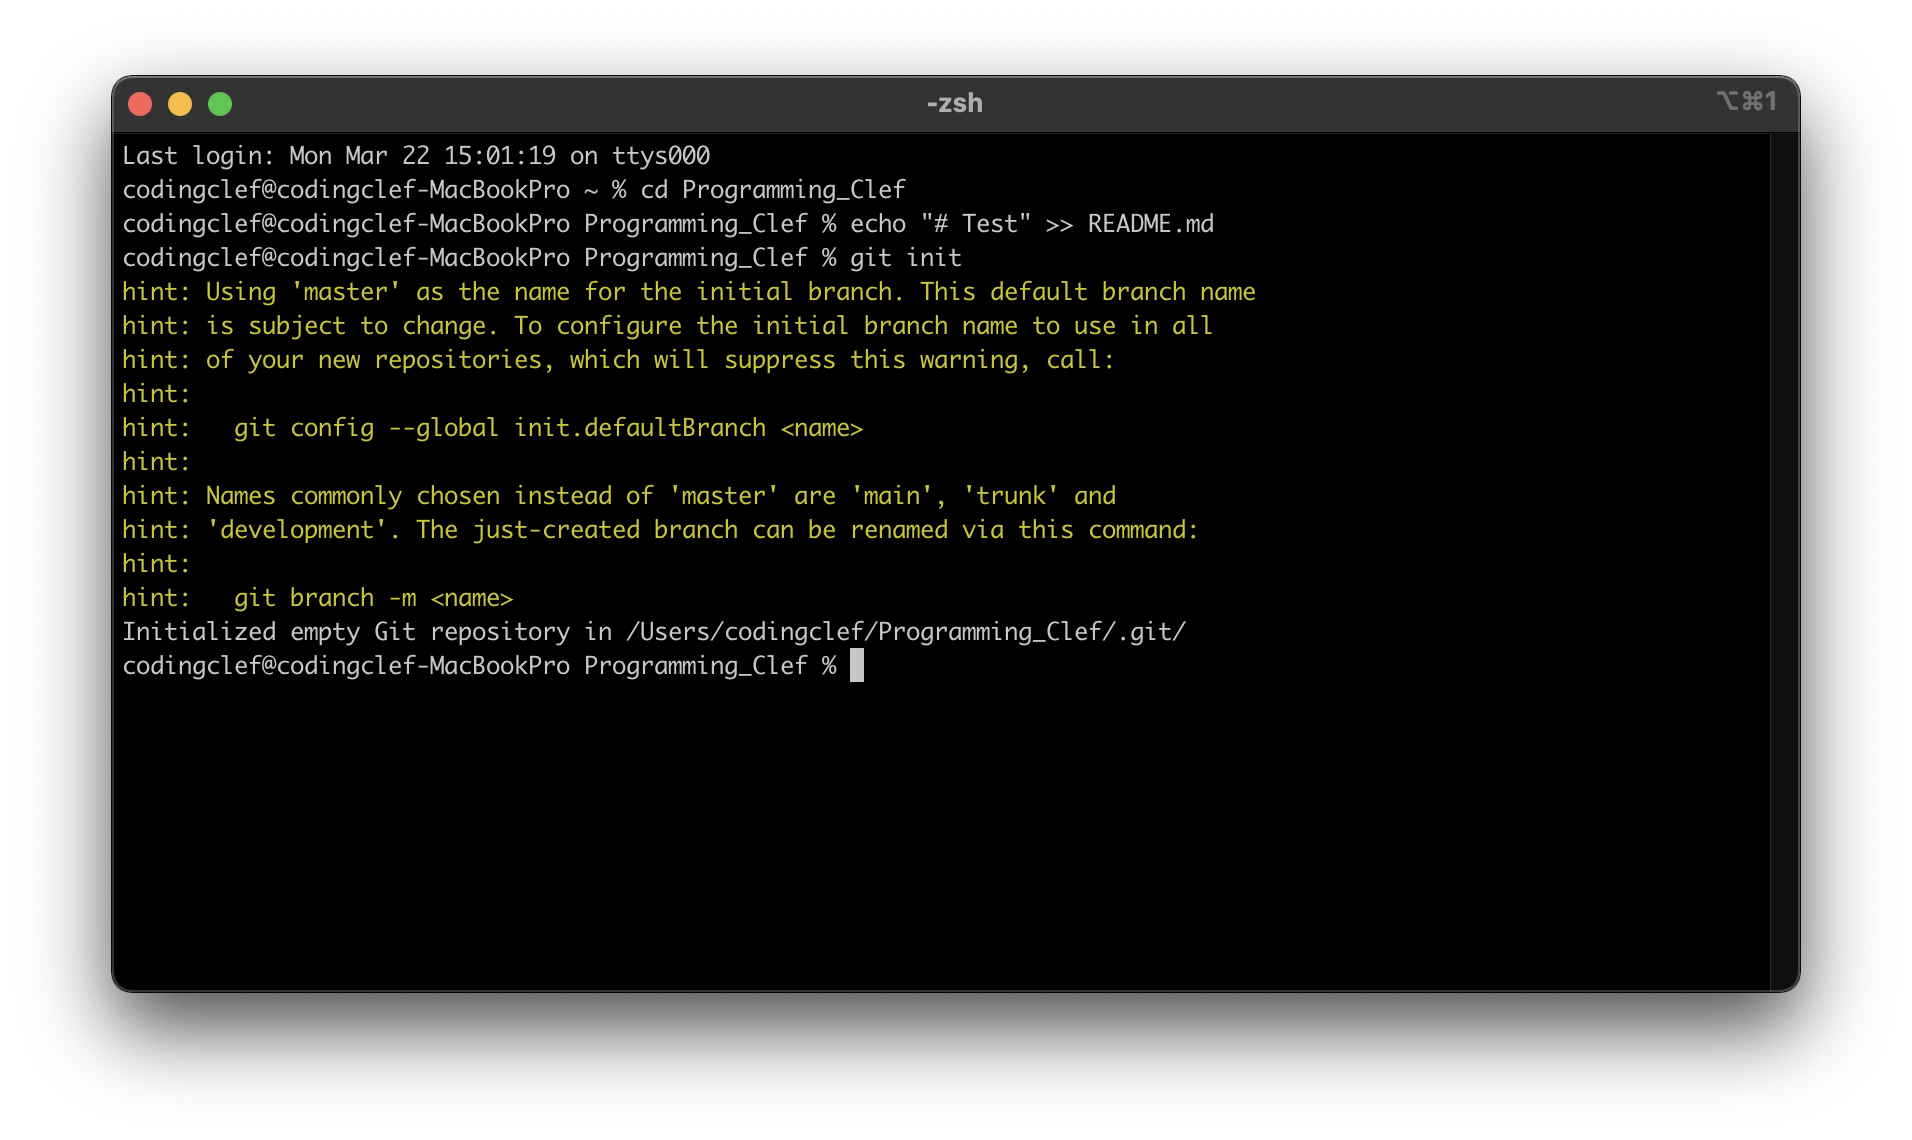 -zsh
⌥⌘1
Last login: Mon Mar 22 15:01:19 on ttys000
codingclef@codingclef-MacBookPro ~ % cd Programming_Clef
codingclef@codingclef-MacBookPro Programming_Clef % echo "# Test" >> README.md
codingclef@codingclef-MacBookPro Programming_Clef % git init
hint: Using 'master' as the name for the initial branch. This default branch name
hint: is subject to change. To configure the initial branch name to use in all
hint: of your new repositories, which will suppress this warning, call:
hint:
hint:   git config --global init.defaultBranch <name>
hint:
hint: Names commonly chosen instead of 'master' are 'main', 'trunk' and
hint: 'development'. The just-created branch can be renamed via this command:
hint:
hint:   git branch -m <name>
Initialized empty Git repository in /Users/codingclef/Programming_Clef/.git/
codingclef@codingclef-MacBookPro Programming_Clef %